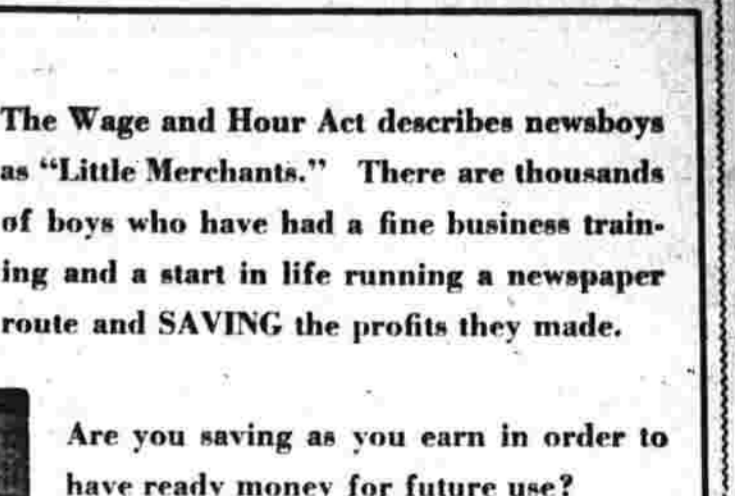 The Wage and Hour Act describes newsboys
as “Little Merchants.” There are thousands
of boys who have had a fine business train-
ing and a start in life running a newspaper
route and SAVING the profits they made.
Are you saving as you earn in order to
have ready money for future use?